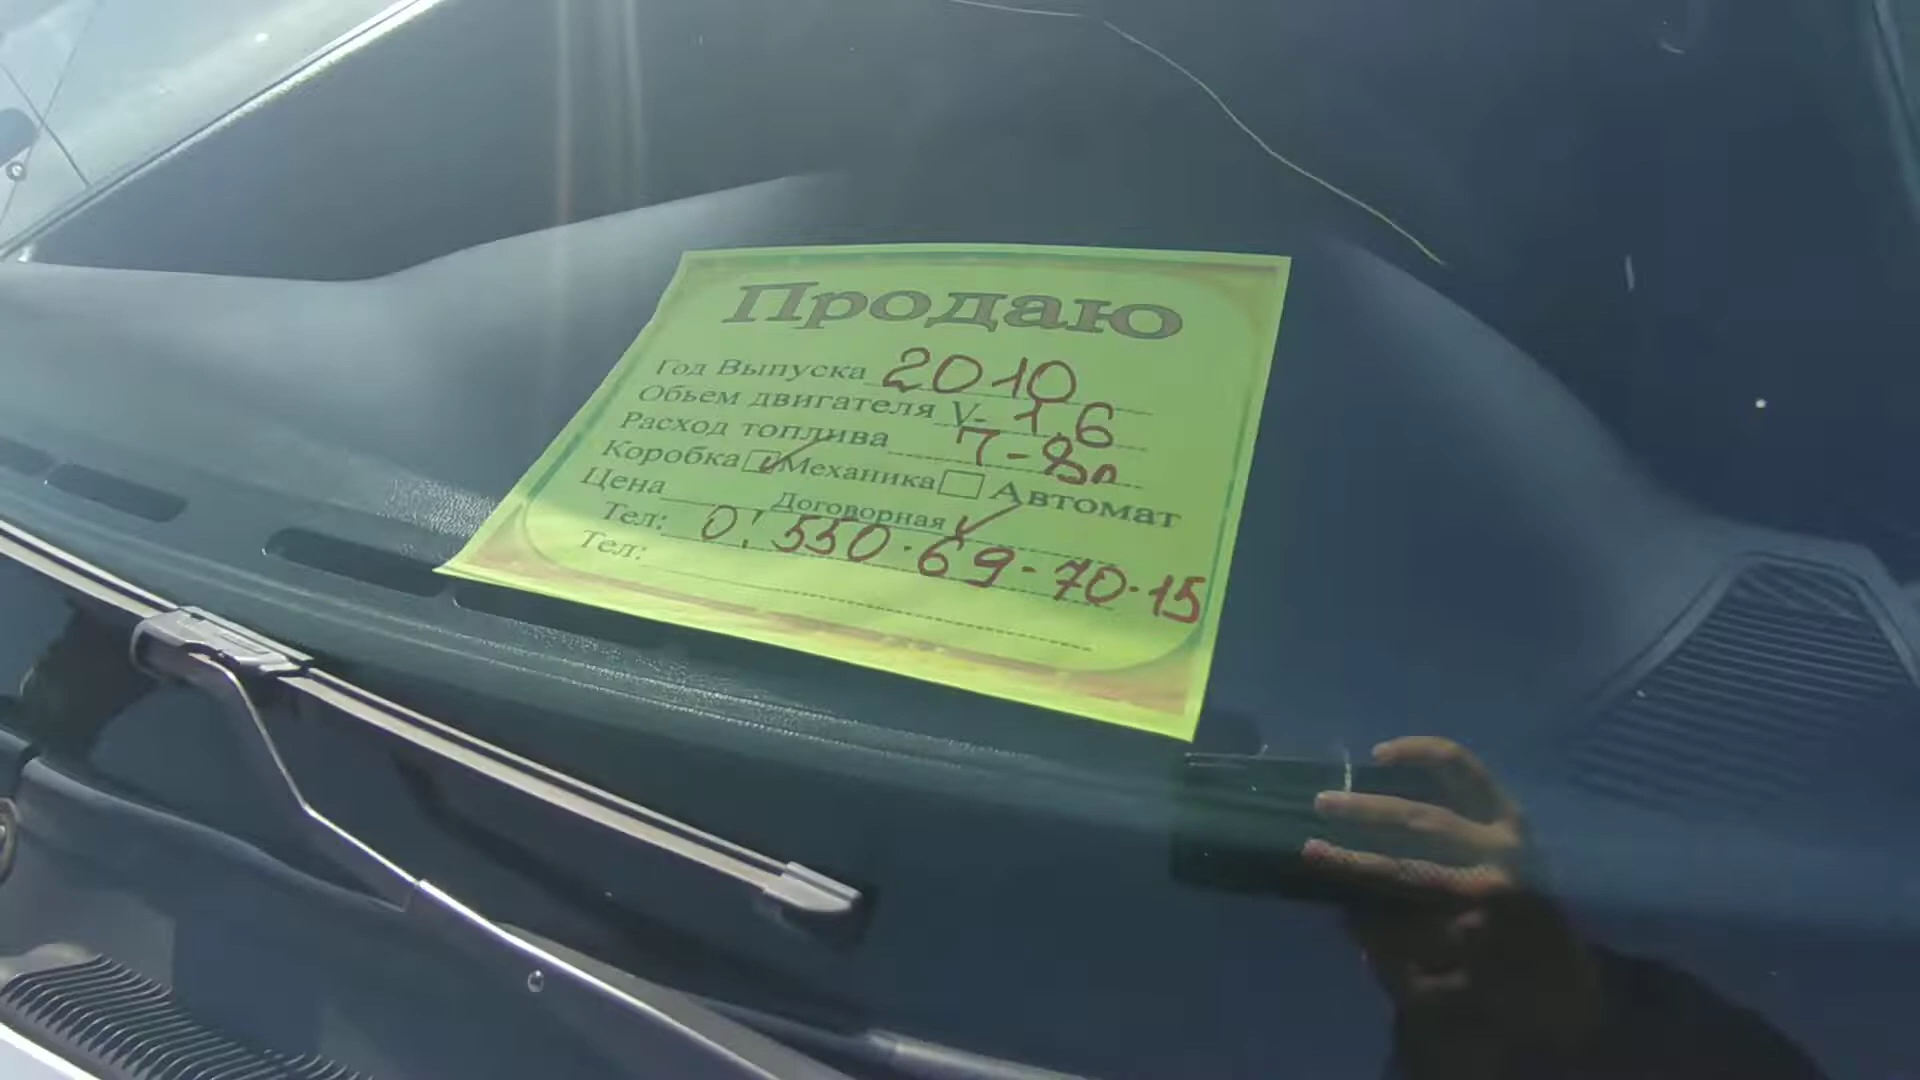 Продаю
Год Выпуска 2010
Обьем двигателя V- 1.6
Расход топлива 7-8л
Коробка Механика Автомат
Цена Договорная
Тел: 0.550.69-70.15
Тел: